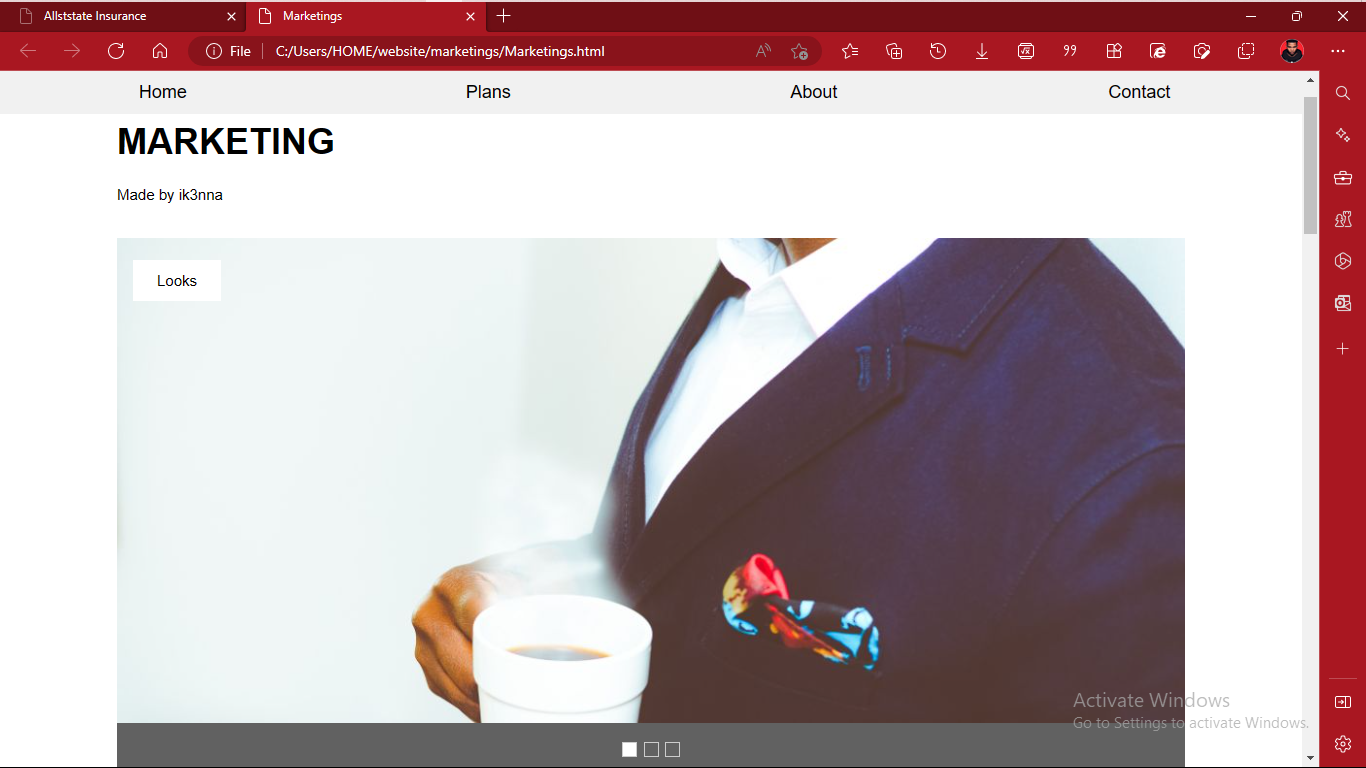 Allstate Insurance
Marketings
File C:/Users/HOME/website/marketings/Marketings.html
Home Plans About Contact
MARKETING
Made by ik3nna
Looks
Activate Windows
Go to Settings to activate Windows.